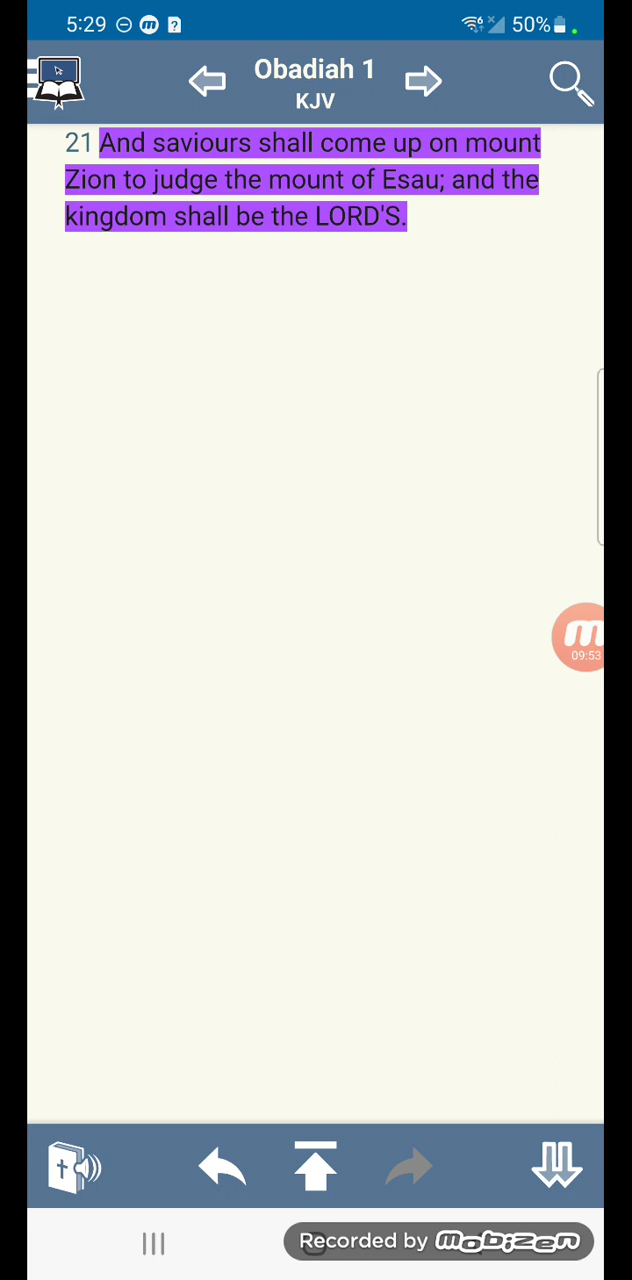 5:29
50%
Obadiah 1
KJV
21 And saviours shall come up on mount
Zion to judge the mount of Esau; and the
kingdom shall be the LORD'S.
09:53
Recorded by mobizen